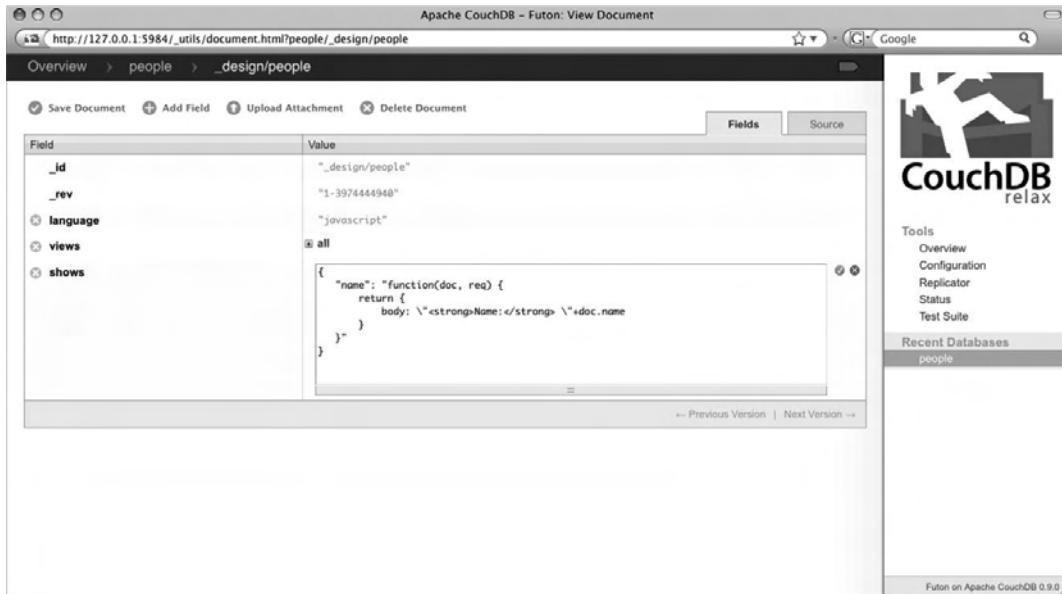 Apache CouchDB – Futon: View Document
http://127.0.0.1:5984/_utils/document.html?people/_design/people
G Google
Overview > people > _design/people
Save Document Add Field Upload Attachment Delete Document
Fields Source
Field Value
_id "_design/people"
_rev "1-3974444940"
language "javascript"
views all
shows
{
"name": "function(doc, req) {
return {
body: \"<strong>Name:</strong> \"+doc.name
}
}"
}
← Previous Version | Next Version →
CouchDB
relax
Tools
Overview
Configuration
Replicator
Status
Test Suite
Recent Databases
people
Futon on Apache CouchDB 0.9.0